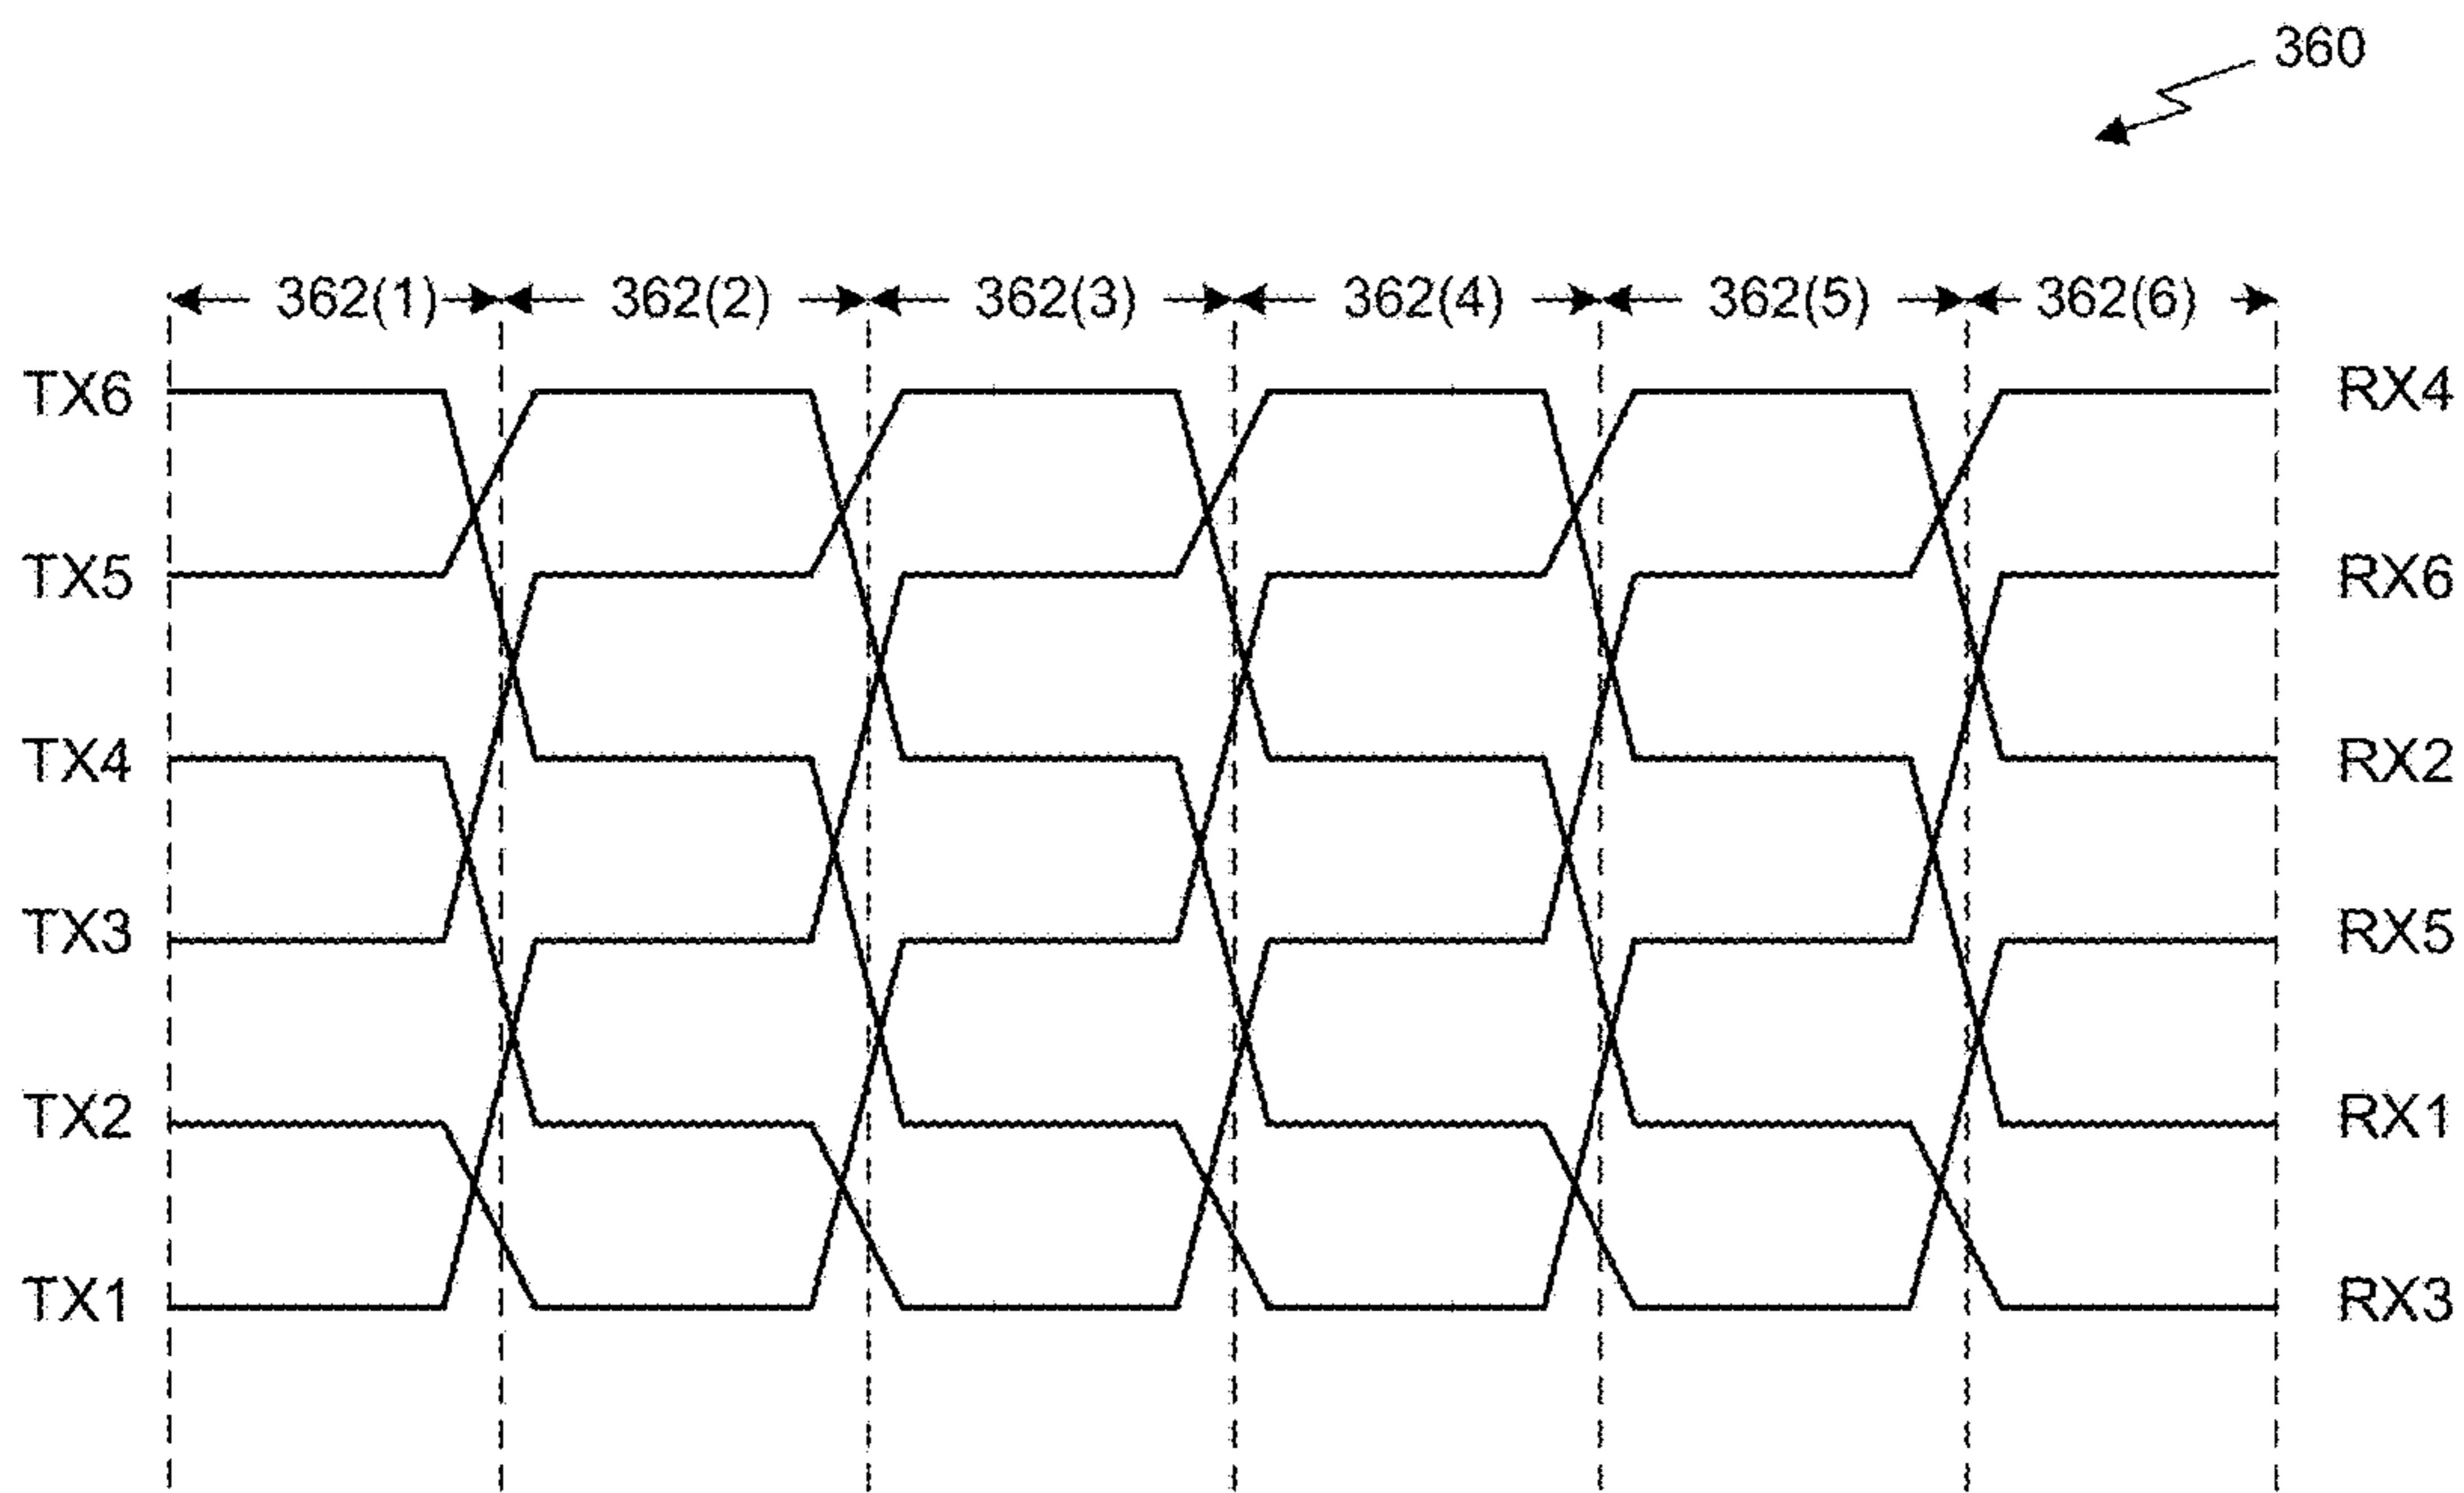 360
362(1) 362(2) 362(3) 362(4) 362(5) 362(6)
TX6 RX4
TX5 RX6
TX4 RX2
TX3 RX5
TX2 RX1
TX1 RX3